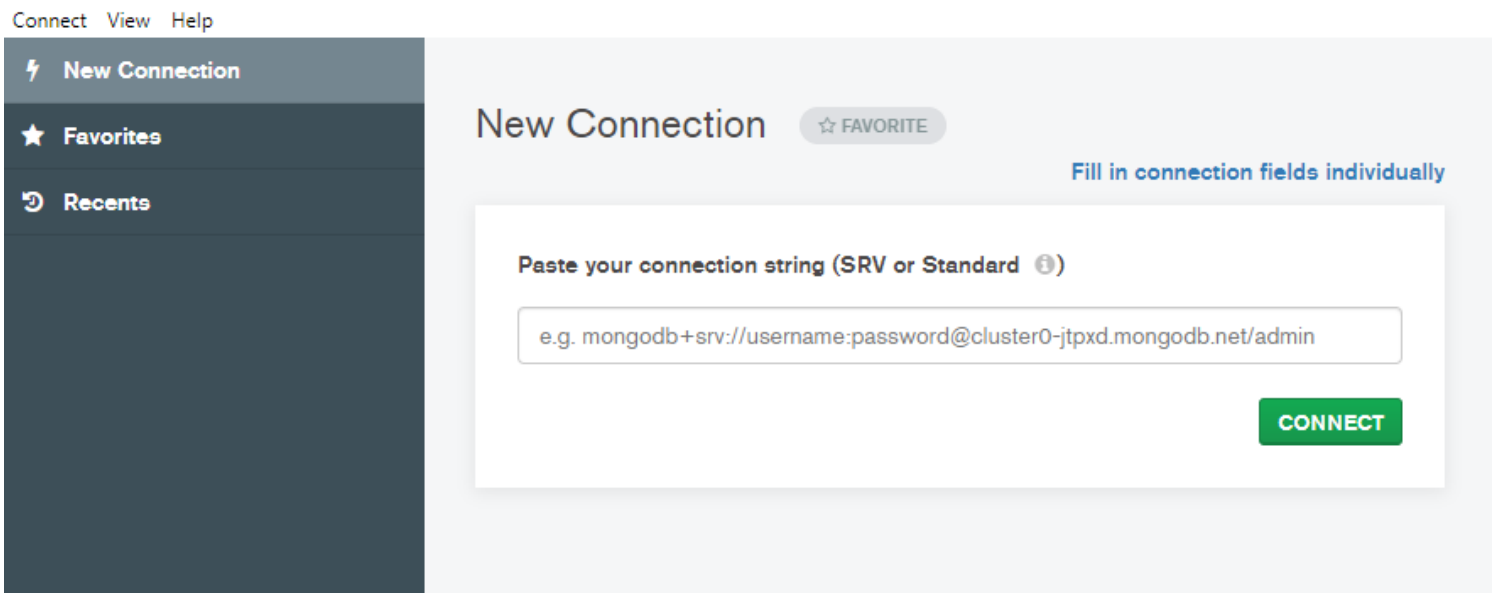 Connect View Help
New Connection
Favorites
Recents
New Connection
FAVORITE
Fill in connection fields individually
Paste your connection string (SRV or Standard )
e.g. mongodb+srv://username:password@cluster0-jtpxd.mongodb.net/admin
CONNECT